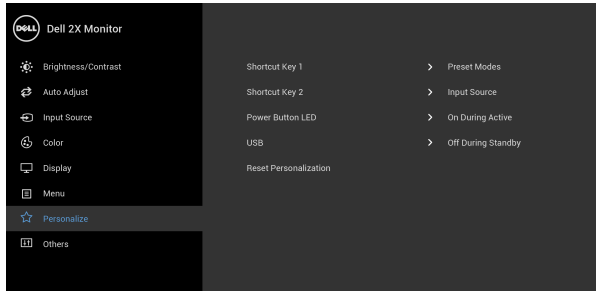 DELL Dell 2X Monitor
Brightness/Contrast
Auto Adjust
Input Source
Color
Display
Menu
Personalize
Others
Shortcut Key 1 > Preset Modes
Shortcut Key 2 > Input Source
Power Button LED > On During Active
USB > Off During Standby
Reset Personalization